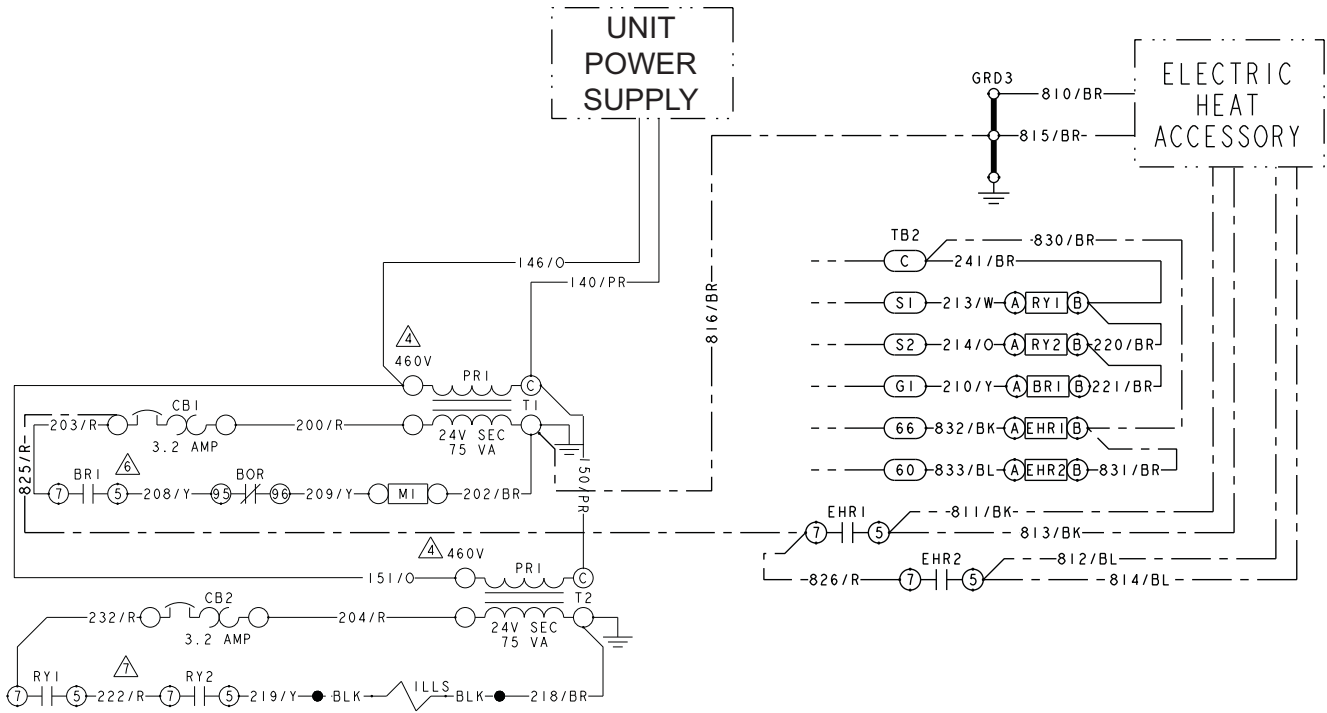 UNIT
POWER
SUPPLY
GRD3
810/BR
815/BR
ELECTRIC
HEAT
ACCESSORY
TB2
830/BR
C
241/BR
146/O
140/PR
816/BR
S1
213/W
A
RY1
B
4
460V
S2
214/O
A
RY2
B
220/BR
PR1
C
G1
210/Y
A
BR1
B
221/BR
T1
CB1
203/R
200/R
3.2 AMP
24V SEC
75 VA
66
832/BK
A
EHR1
B
825/R
150/PR
60
833/BL
A
EHR2
B
831/BR
6
BR1
BOR
7
5
208/Y
95
96
209/Y
M1
202/BR
EHR1
811/BK
7
5
813/BK
4
460V
EHR2
812/BL
PR1
C
151/O
826/R
7
5
814/BL
T2
CB2
232/R
204/R
3.2 AMP
24V SEC
75 VA
7
RY1
RY2
ILLS
7
5
222/R
7
5
219/Y
BLK
BLK
218/BR